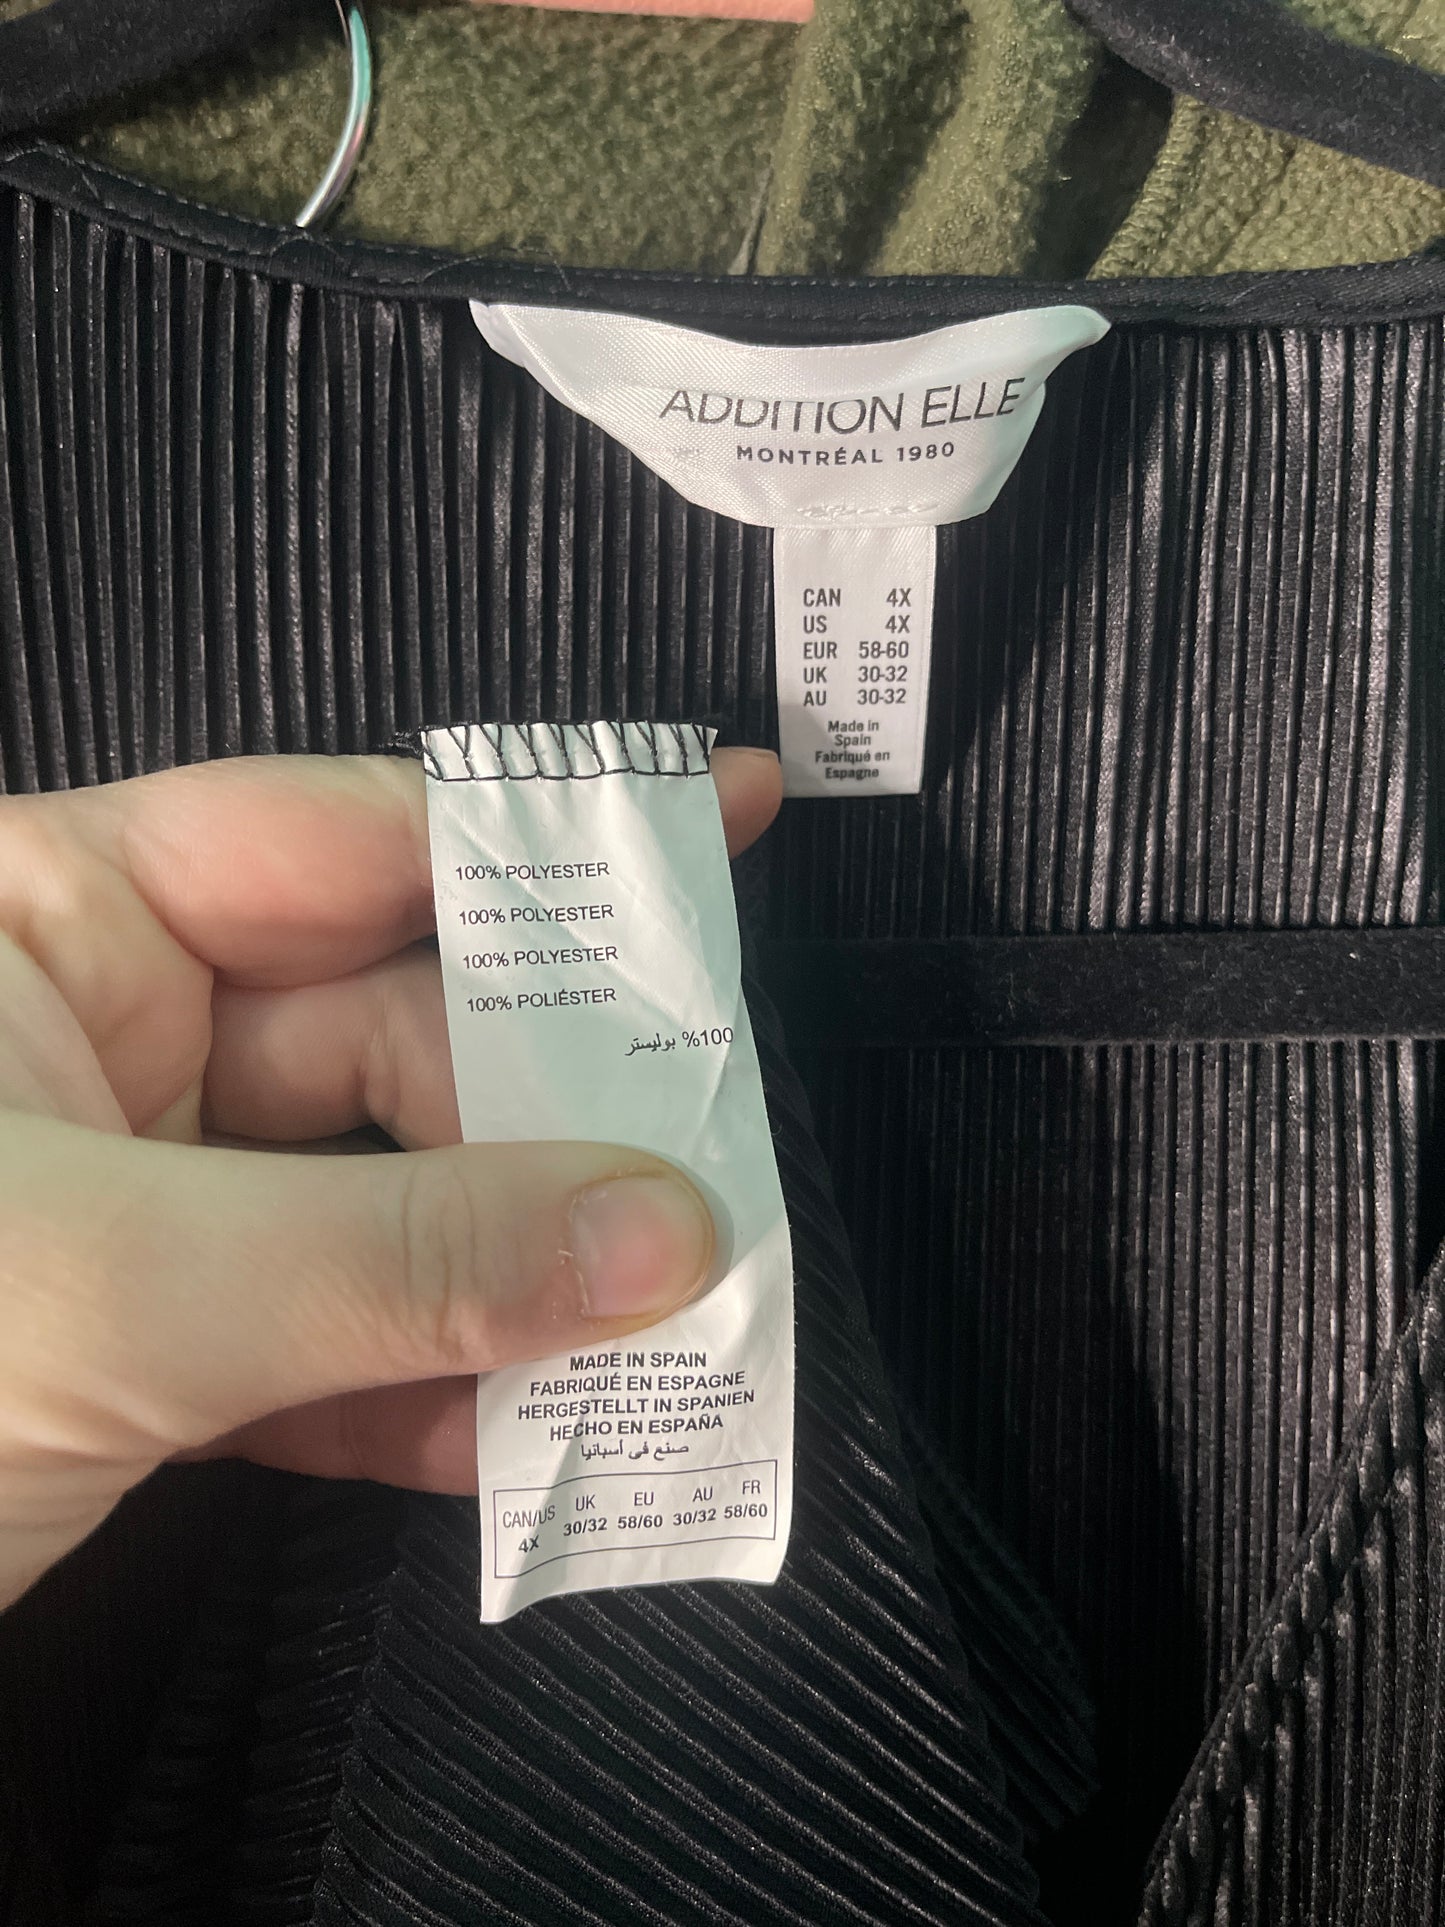 ADDITION ELLE
MONTRÉAL 1980
CAN 4X
US 4X
EUR 58-60
UK 30-32
AU 30-32
Made in
Spain
Fabriqué en
Espagne
100% POLYESTER
100% POLYESTER
100% POLYESTER
100% POLIÉSTER
100% بوليستر
MADE IN SPAIN
FABRIQUÉ EN ESPAGNE
HERGESTELLT IN SPANIEN
HECHO EN ESPAÑA
صنع في أسبانيا
CAN/US UK EU AU FR
4X 30/32 58/60 30/32 58/60